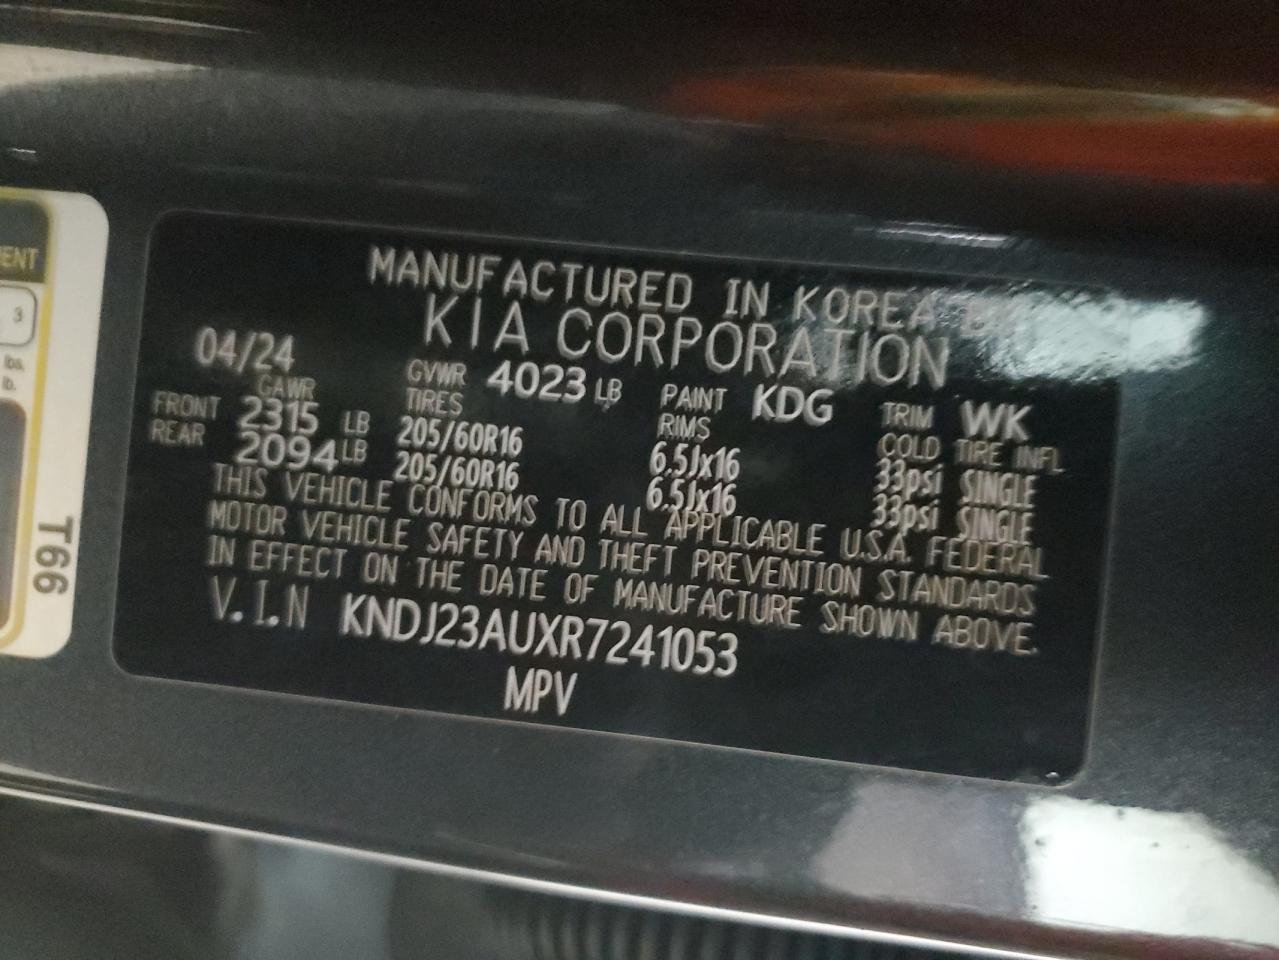 MANUFACTURED IN KOREA BY
KIA CORPORATION
04/24
GAWR GVWR 4023 LB PAINT KDG TRIM WK
FRONT 2315 LB TIRES RIMS COLD TIRE INFL
REAR 2094 LB 205/60R16 6.5Jx16 33psi SINGLE
205/60R16 6.5Jx16 33psi SINGLE
THIS VEHICLE CONFORMS TO ALL APPLICABLE U.S.A. FEDERAL
MOTOR VEHICLE SAFETY AND THEFT PREVENTION STANDARDS
IN EFFECT ON THE DATE OF MANUFACTURE SHOWN ABOVE.
V.I.N KNDJ23AUXR7241053
MPV
3
lbs.
lb.
T66